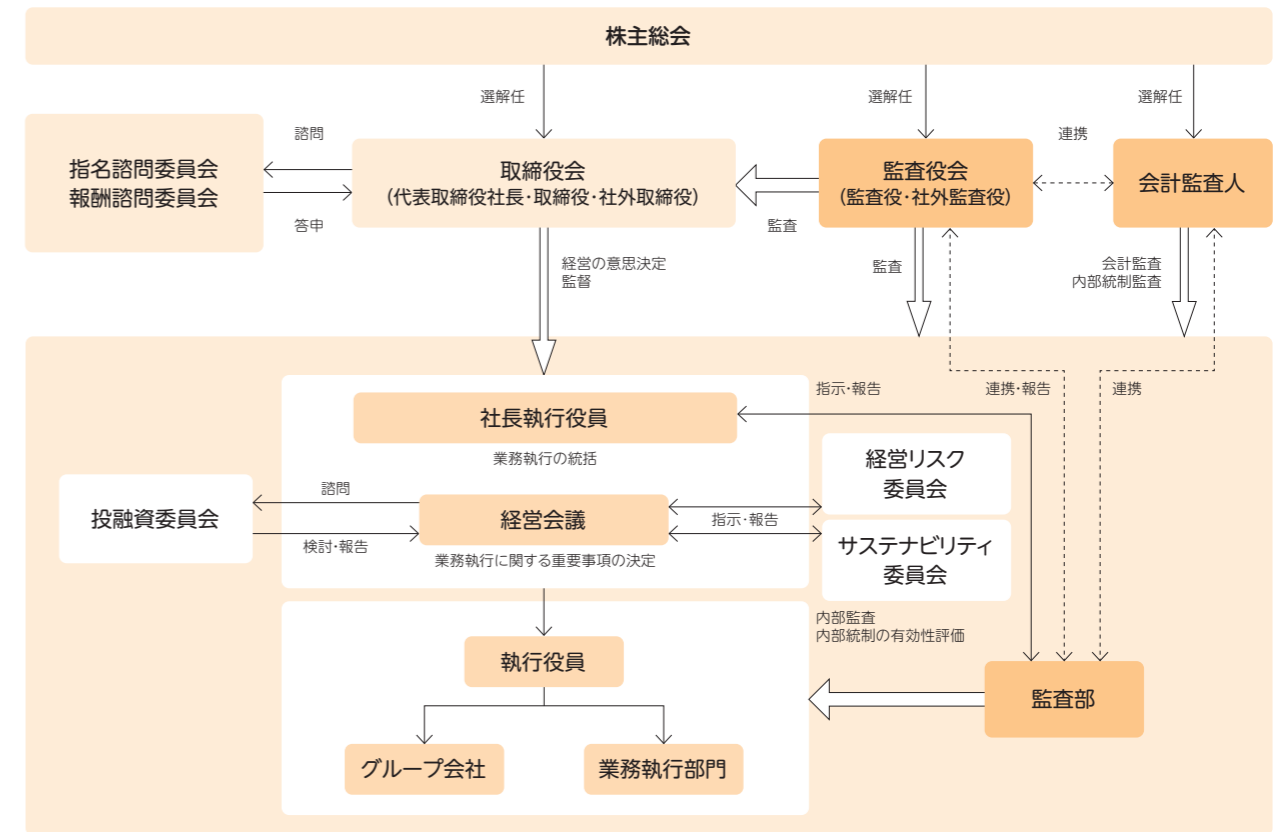 株主総会
選解任
選解任
選解任
指名諮問委員会
報酬諮問委員会
諮問
答申
取締役会
(代表取締役社長・取締役・社外取締役)
監査
監査役会
(監査役・社外監査役)
連携
会計監査人
経営の意思決定
監督
監査
会計監査
内部統制監査
社長執行役員
業務執行の統括
指示・報告
連携・報告
連携
投融資委員会
諮問
検討・報告
経営会議
業務執行に関する重要事項の決定
指示・報告
経営リスク
委員会
サステナビリティ
委員会
内部監査
内部統制の有効性評価
執行役員
グループ会社
業務執行部門
監査部